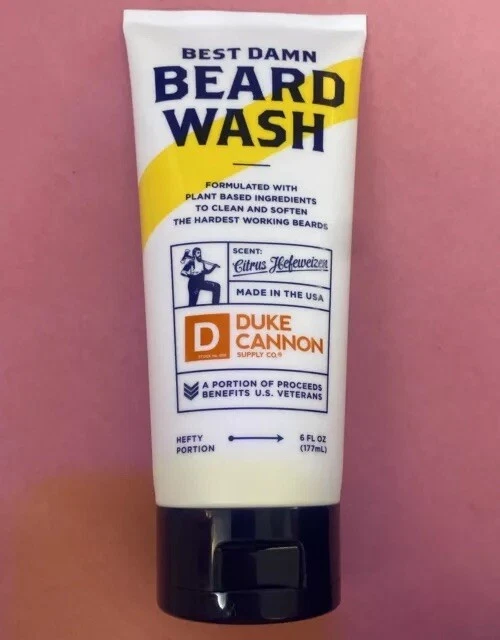 BEST DAMN
BEARD
WASH
FORMULATED WITH
PLANT BASED INGREDIENTS
TO CLEAN AND SOFTEN
THE HARDEST WORKING BEARDS
SCENT:
Citrus Hefeweizen
MADE IN THE USA
D
DUKE
CANNON
SUPPLY CO.®
A PORTION OF PROCEEDS
BENEFITS U.S. VETERANS
HEFTY
PORTION
6 FL OZ
(177mL)